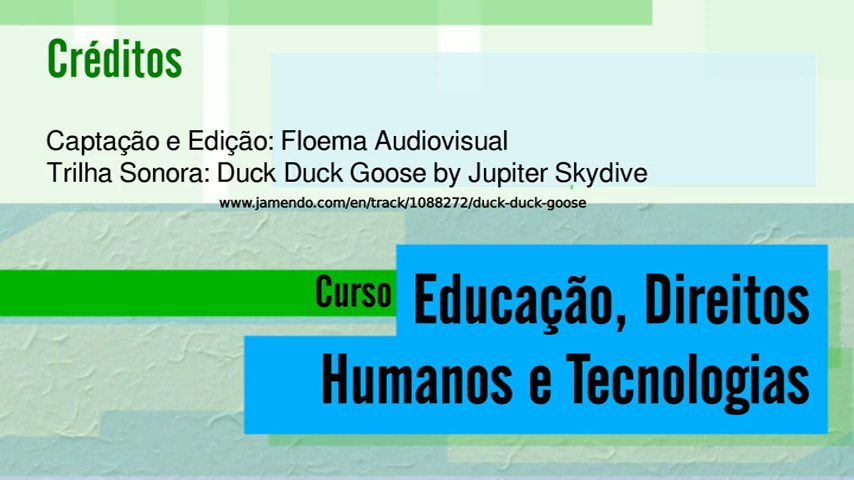 Créditos
Captação e Edição: Floema Audiovisual
Trilha Sonora: Duck Duck Goose by Jupiter Skydive
www.jamendo.com/en/track/1088272/duck-duck-goose
Curso Educação, Direitos
Humanos e Tecnologias